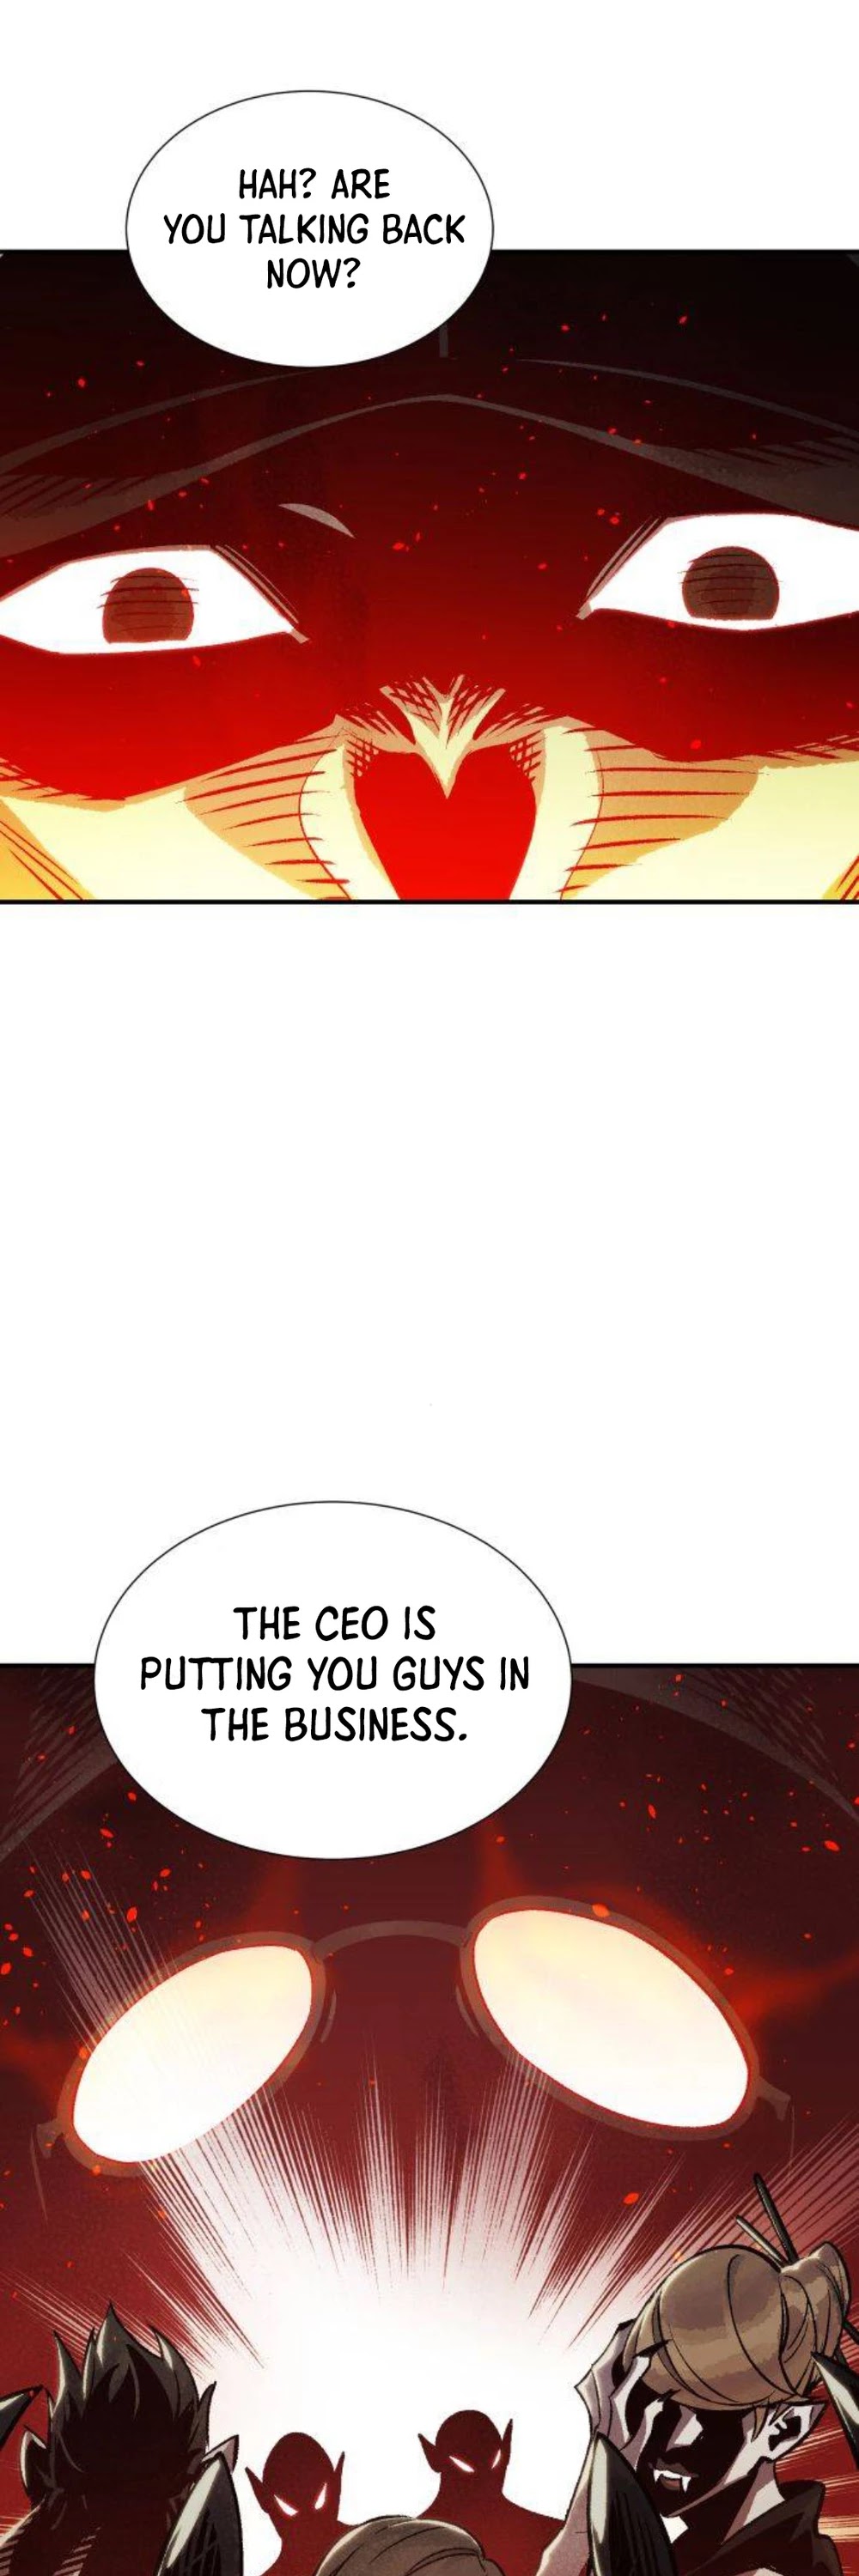 HAH? ARE
YOU TALKING BACK
NOW?
THE CEO IS
PUTTING YOU GUYS IN
THE BUSINESS.